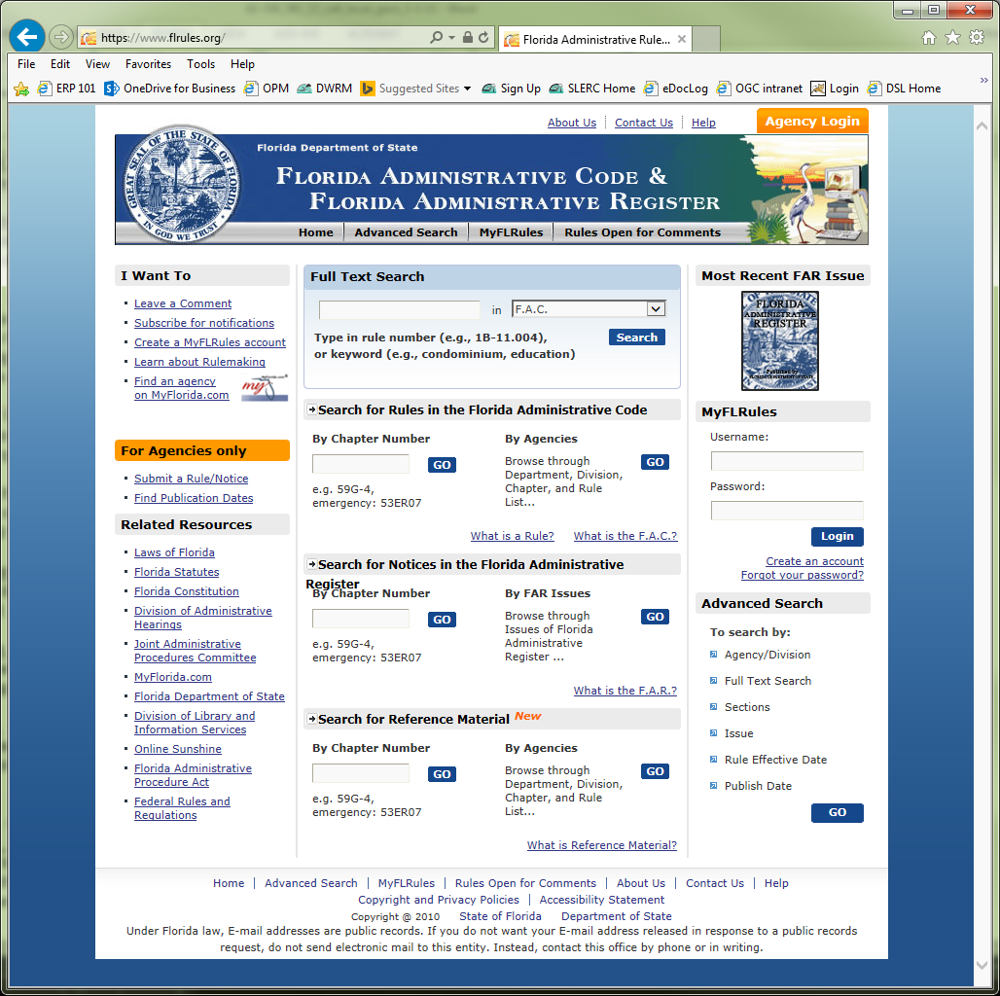 https://www.flrules.org/
Florida Administrative Rule...
File Edit View Favorites Tools Help
ERP 101 OneDrive for Business OPM DWRM Suggested Sites Sign Up SLERC Home eDocLog OGC intranet Login DSL Home
About Us Contact Us Help Agency Login
GREAT SEAL OF THE STATE OF FLORIDA
IN GOD WE TRUST
Florida Department of State
FLORIDA ADMINISTRATIVE CODE &
FLORIDA ADMINISTRATIVE REGISTER
Home Advanced Search MyFLRules Rules Open for Comments
I Want To
Leave a Comment
Subscribe for notifications
Create a MyFLRules account
Learn about Rulemaking
Find an agency
on MyFlorida.com
my
For Agencies only
Submit a Rule/Notice
Find Publication Dates
Related Resources
Laws of Florida
Florida Statutes
Florida Constitution
Division of Administrative
Hearings
Joint Administrative
Procedures Committee
MyFlorida.com
Florida Department of State
Division of Library and
Information Services
Online Sunshine
Florida Administrative
Procedure Act
Federal Rules and
Regulations
Full Text Search
in F.A.C.
Type in rule number (e.g., 1B-11.004),
or keyword (e.g., condominium, education)
Search
Search for Rules in the Florida Administrative Code
By Chapter Number
GO
e.g. 59G-4,
emergency: 53ER07
By Agencies
Browse through
Department, Division,
Chapter, and Rule
List...
GO
What is a Rule? What is the F.A.C.?
Search for Notices in the Florida Administrative
Register
By Chapter Number
GO
e.g. 59G-4,
emergency: 53ER07
By FAR Issues
Browse through
Issues of Florida
Administrative
Register ...
GO
What is the F.A.R.?
Search for Reference Material New
By Chapter Number
GO
e.g. 59G-4,
emergency: 53ER07
By Agencies
Browse through
Department, Division,
Chapter, and Rule
List...
GO
What is Reference Material?
Most Recent FAR Issue
FLORIDA
ADMINISTRATIVE
REGISTER
Published by
MyFLRules
Username:
Password:
Login
Create an account
Forgot your password?
Advanced Search
To search by:
Agency/Division
Full Text Search
Sections
Issue
Rule Effective Date
Publish Date
GO
Home | Advanced Search | MyFLRules | Rules Open for Comments | About Us | Contact Us | Help
Copyright and Privacy Policies | Accessibility Statement
Copyright @ 2010 State of Florida Department of State
Under Florida law, E-mail addresses are public records. If you do not want your E-mail address released in response to a public records
request, do not send electronic mail to this entity. Instead, contact this office by phone or in writing.